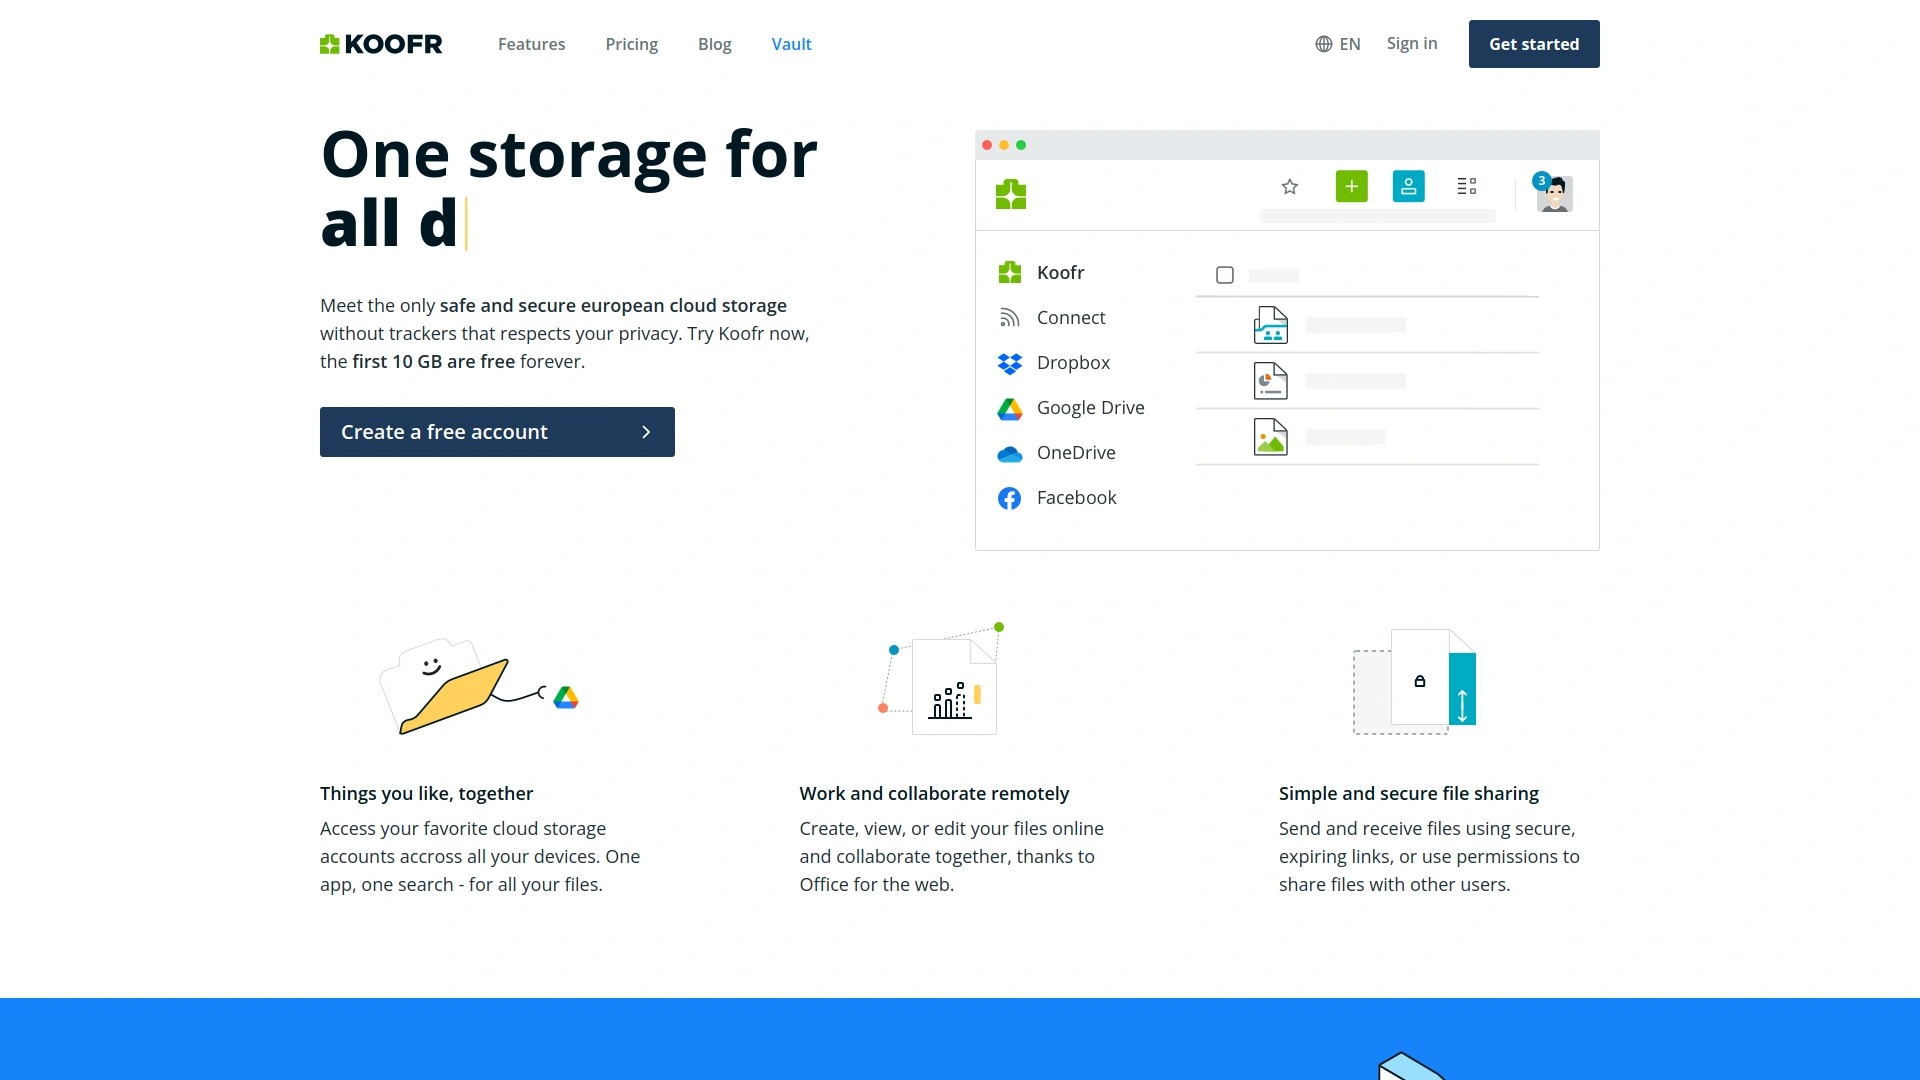 KOOFR
Features
Pricing
Blog
Vault
EN
Sign in
Get started
One storage for
all d
Meet the only safe and secure european cloud storage
without trackers that respects your privacy. Try Koofr now,
the first 10 GB are free forever.
Create a free account
3
Koofr
Connect
Dropbox
Google Drive
OneDrive
Facebook
Things you like, together
Access your favorite cloud storage
accounts accross all your devices. One
app, one search - for all your files.
Work and collaborate remotely
Create, view, or edit your files online
and collaborate together, thanks to
Office for the web.
Simple and secure file sharing
Send and receive files using secure,
expiring links, or use permissions to
share files with other users.